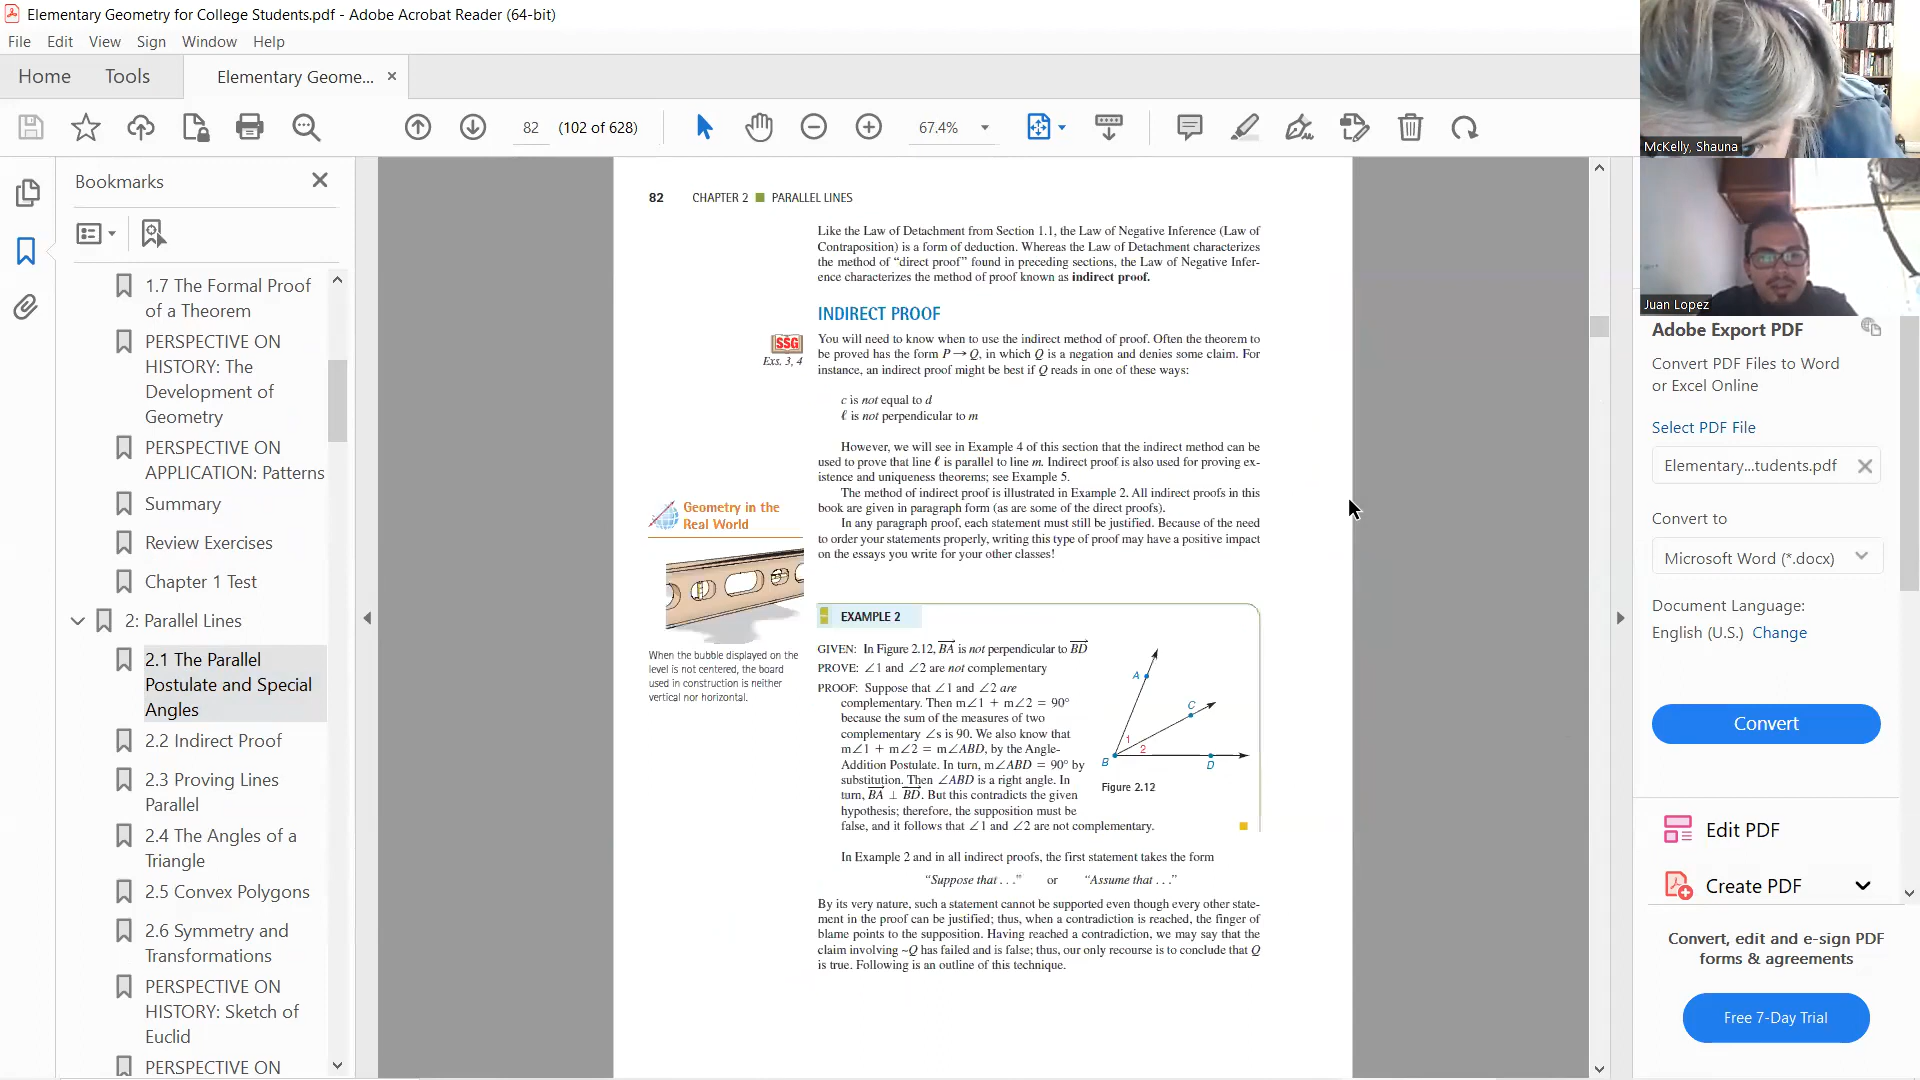 Elementary Geometry for College Students.pdf - Adobe Acrobat Reader (64-bit)
File Edit View Sign Window Help
Home Tools Elementary Geome... ×
82 (102 of 628) 67.4%
Bookmarks
1.7 The Formal Proof
of a Theorem
PERSPECTIVE ON
HISTORY: The
Development of
Geometry
PERSPECTIVE ON
APPLICATION: Patterns
Summary
Review Exercises
Chapter 1 Test
2: Parallel Lines
2.1 The Parallel
Postulate and Special
Angles
2.2 Indirect Proof
2.3 Proving Lines
Parallel
2.4 The Angles of a
Triangle
2.5 Convex Polygons
2.6 Symmetry and
Transformations
PERSPECTIVE ON
HISTORY: Sketch of
Euclid
PERSPECTIVE ON
82 CHAPTER 2 ■ PARALLEL LINES
Like the Law of Detachment from Section 1.1, the Law of Negative Inference (Law of
Contraposition) is a form of deduction. Whereas the Law of Detachment characterizes
the method of “direct proof” found in preceding sections, the Law of Negative Infer-
ence characterizes the method of proof known as indirect proof.
INDIRECT PROOF
SSG
Exs. 3, 4
You will need to know when to use the indirect method of proof. Often the theorem to
be proved has the form P → Q, in which Q is a negation and denies some claim. For
instance, an indirect proof might be best if Q reads in one of these ways:
c is not equal to d
ℓ is not perpendicular to m
However, we will see in Example 4 of this section that the indirect method can be
used to prove that line ℓ is parallel to line m. Indirect proof is also used for proving ex-
istence and uniqueness theorems; see Example 5.
The method of indirect proof is illustrated in Example 2. All indirect proofs in this
book are given in paragraph form (as are some of the direct proofs).
In any paragraph proof, each statement must still be justified. Because of the need
to order your statements properly, writing this type of proof may have a positive impact
on the essays you write for your other classes!
Geometry in the
Real World
When the bubble displayed on the
level is not centered, the board
used in construction is neither
vertical nor horizontal.
EXAMPLE 2
GIVEN: In Figure 2.12, BA is not perpendicular to BD
PROVE: ∠1 and ∠2 are not complementary
PROOF: Suppose that ∠1 and ∠2 are
complementary. Then m∠1 + m∠2 = 90°
because the sum of the measures of two
complementary ∠s is 90. We also know that
m∠1 + m∠2 = m∠ABD, by the Angle-
Addition Postulate. In turn, m∠ABD = 90° by
substitution. Then ∠ABD is a right angle. In
turn, BA ⊥ BD. But this contradicts the given
hypothesis; therefore, the supposition must be
false, and it follows that ∠1 and ∠2 are not complementary.
A
C
1
2
B
D
Figure 2.12
In Example 2 and in all indirect proofs, the first statement takes the form
“Suppose that . . .” or “Assume that . . .”
By its very nature, such a statement cannot be supported even though every other state-
ment in the proof can be justified; thus, when a contradiction is reached, the finger of
blame points to the supposition. Having reached a contradiction, we may say that the
claim involving ~Q has failed and is false; thus, our only recourse is to conclude that Q
is true. Following is an outline of this technique.
McKelly, Shauna
Juan Lopez
Adobe Export PDF
Convert PDF Files to Word
or Excel Online
Select PDF File
Elementary...tudents.pdf
Convert to
Microsoft Word (*.docx)
Document Language:
English (U.S.) Change
Convert
Edit PDF
Create PDF
Convert, edit and e-sign PDF
forms & agreements
Free 7-Day Trial